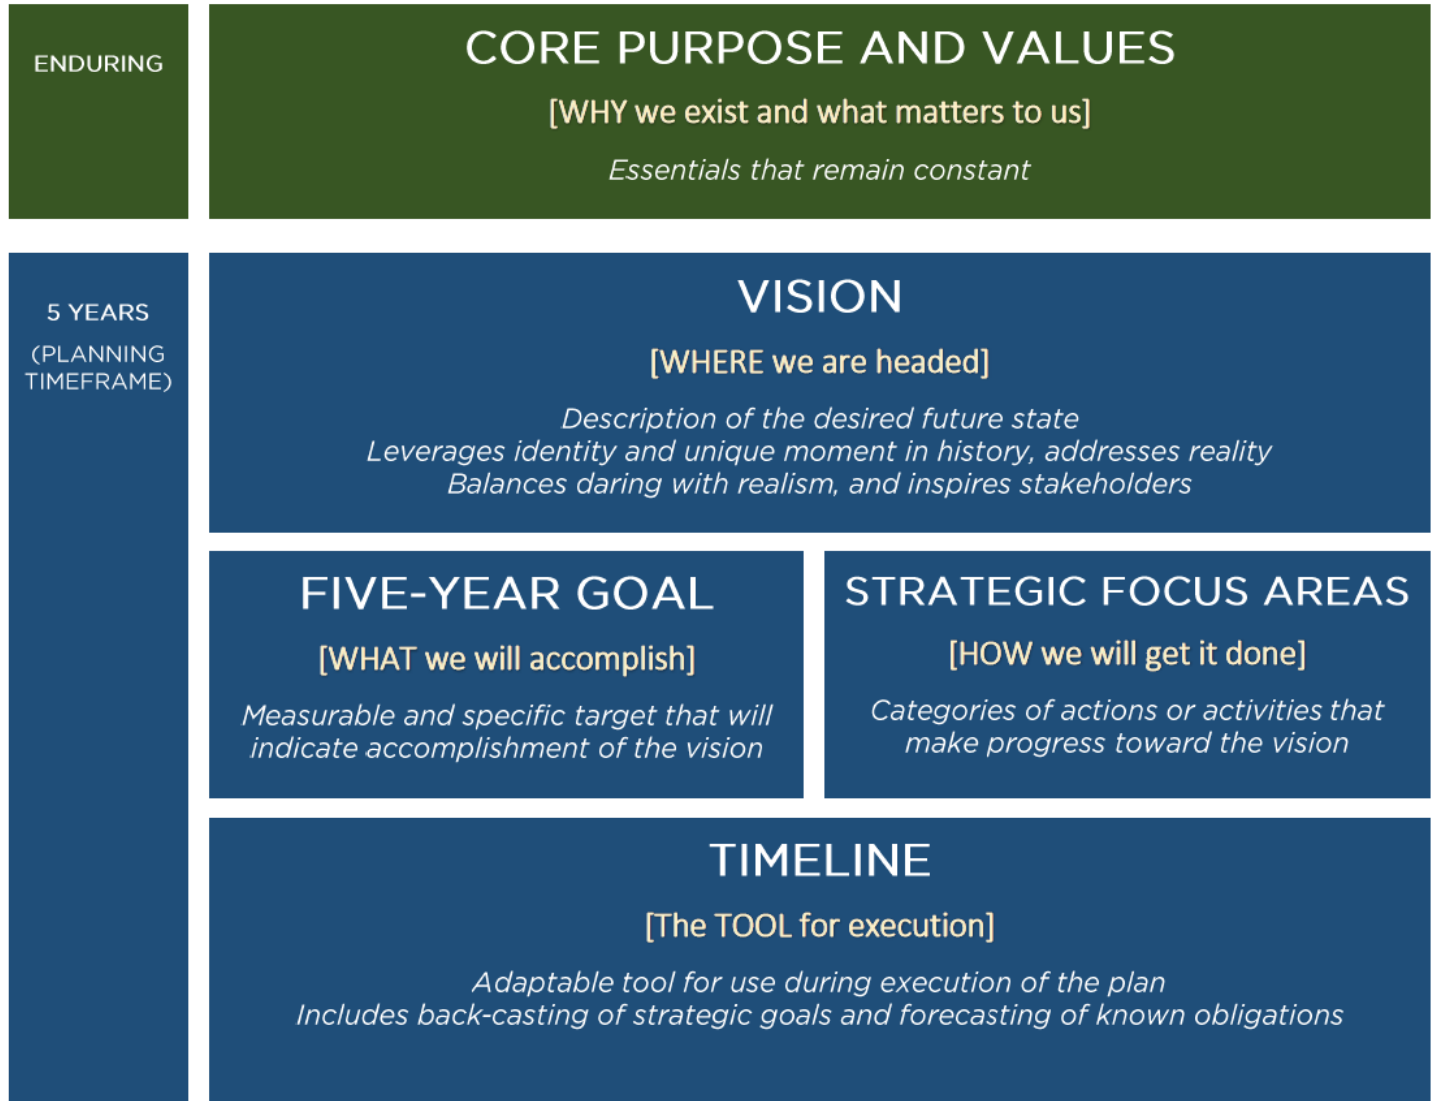 ENDURING
CORE PURPOSE AND VALUES
[WHY we exist and what matters to us]
Essentials that remain constant
5 YEARS
(PLANNING
TIMEFRAME)
VISION
[WHERE we are headed]
Description of the desired future state
Leverages identity and unique moment in history, addresses reality
Balances daring with realism, and inspires stakeholders
FIVE-YEAR GOAL
[WHAT we will accomplish]
Measurable and specific target that will
indicate accomplishment of the vision
STRATEGIC FOCUS AREAS
[HOW we will get it done]
Categories of actions or activities that
make progress toward the vision
TIMELINE
[The TOOL for execution]
Adaptable tool for use during execution of the plan
Includes back-casting of strategic goals and forecasting of known obligations